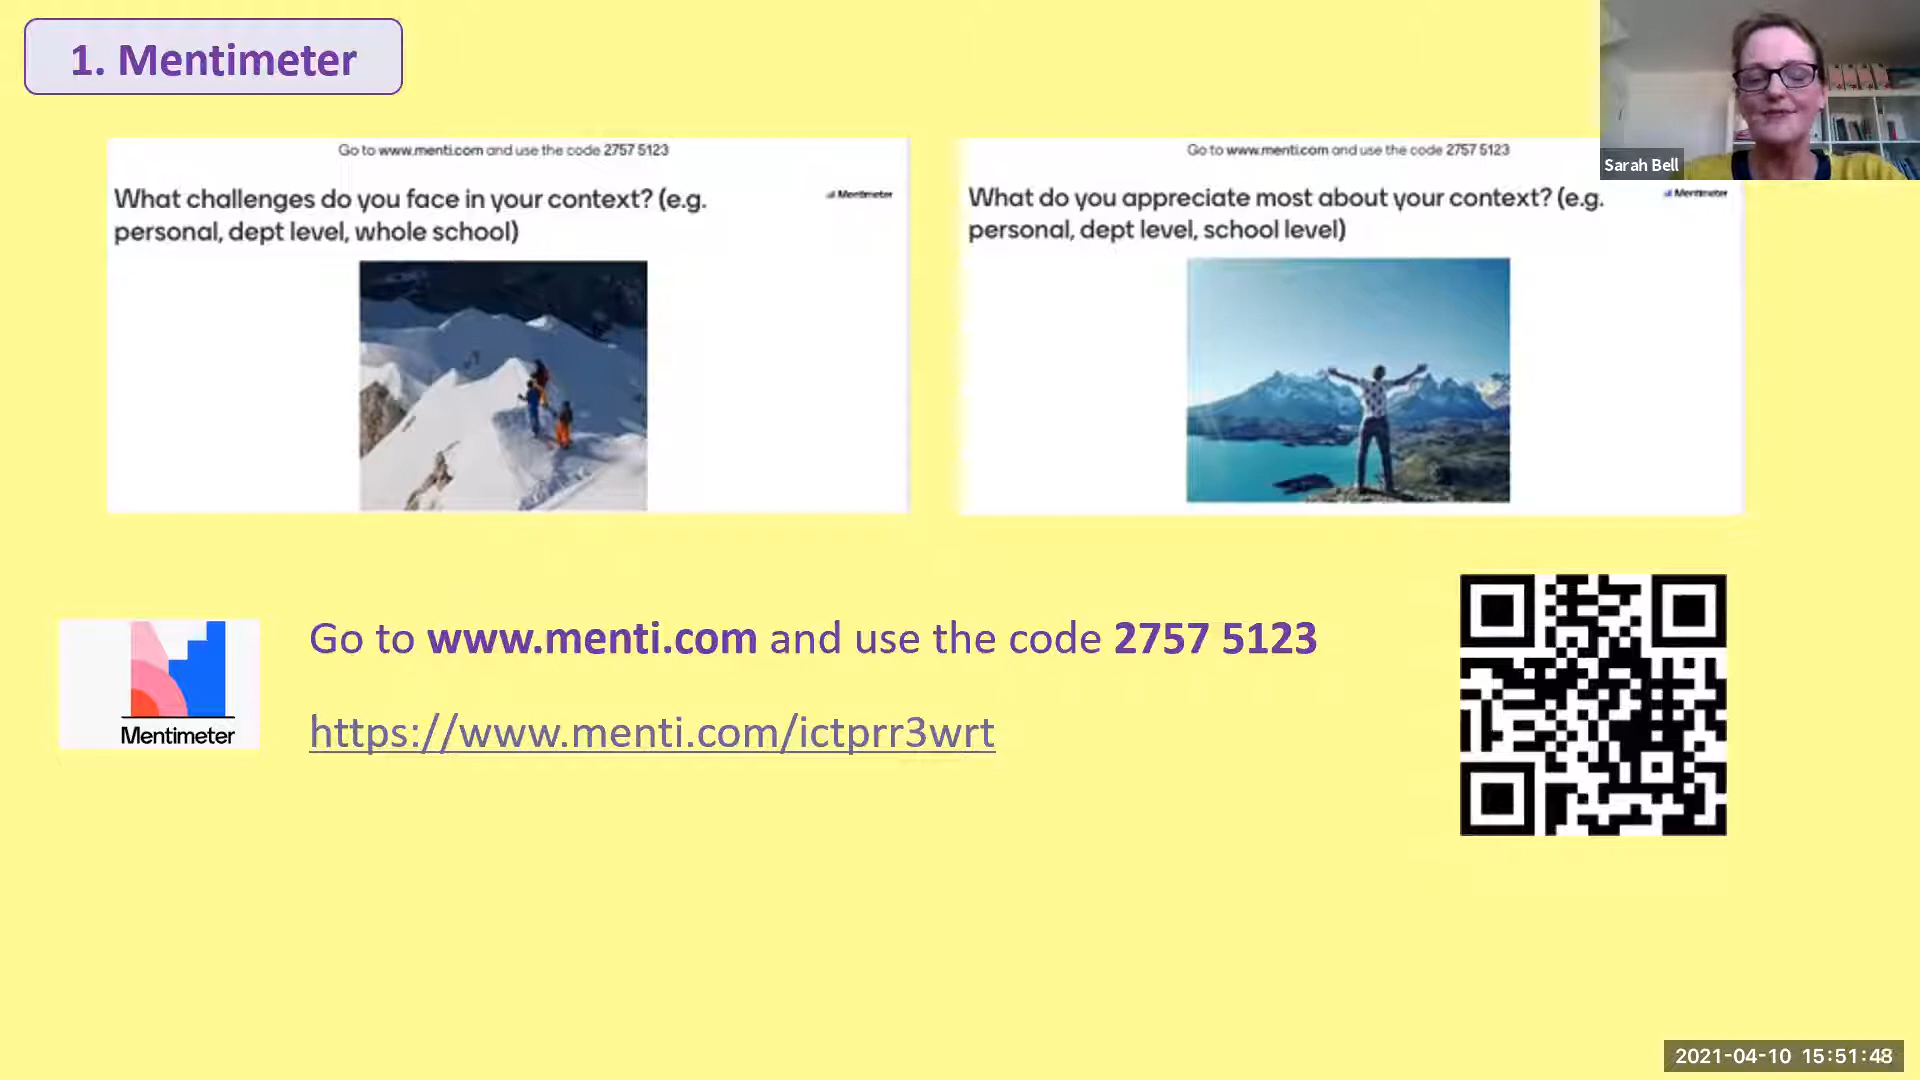 1. Mentimeter
Sarah Bell
Go to www.menti.com and use the code 2757 5123
What challenges do you face in your context? (e.g.
personal, dept level, whole school)
Mentimeter
Go to www.menti.com and use the code 2757 5123
What do you appreciate most about your context? (e.g.
personal, dept level, school level)
Mentimeter
Go to www.menti.com and use the code 2757 5123
https://www.menti.com/ictprr3wrt
Mentimeter
2021-04-10 15:51:48